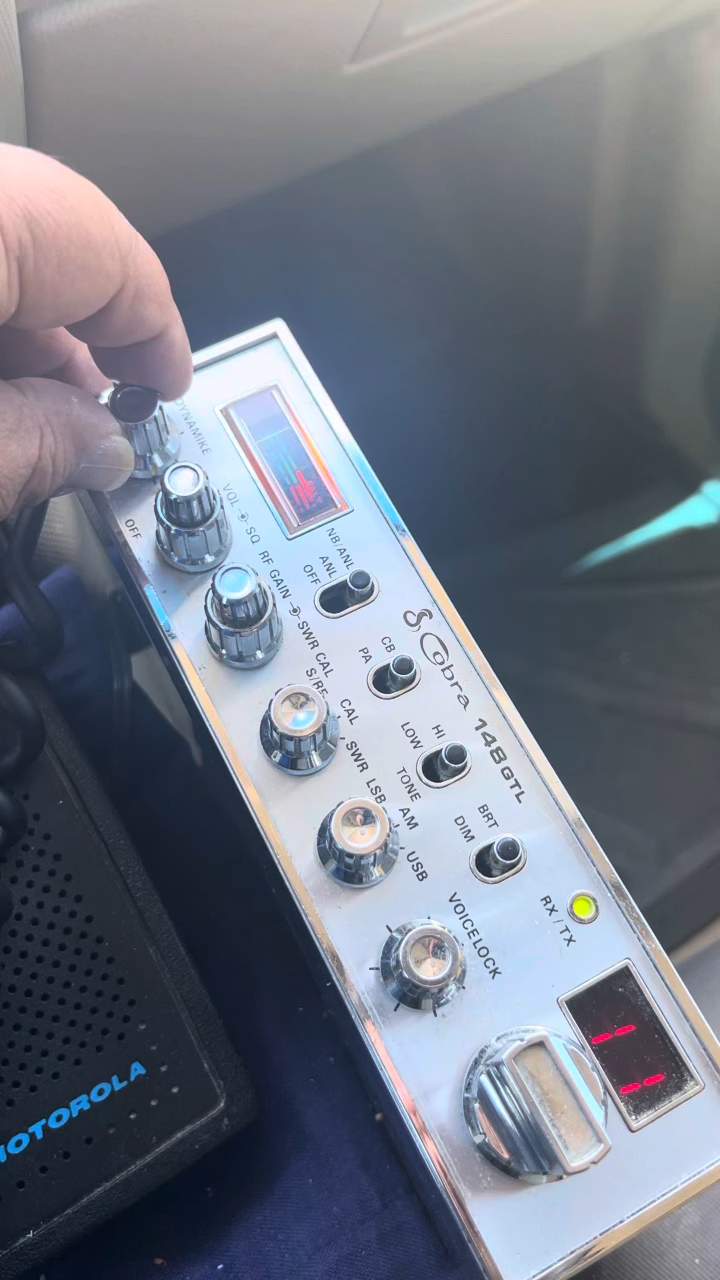 DYNAMIKE
OFF
VOL
SQ
RF GAIN
SWR CAL
S/RF
CAL
SWR
LSB
AM
USB
VOICELOCK
OFF
ANL
NB/ANL
PA
CB
LOW
HI
TONE
DIM
BRT
Cobra 148GTL
RX / TX
11
MOTOROLA